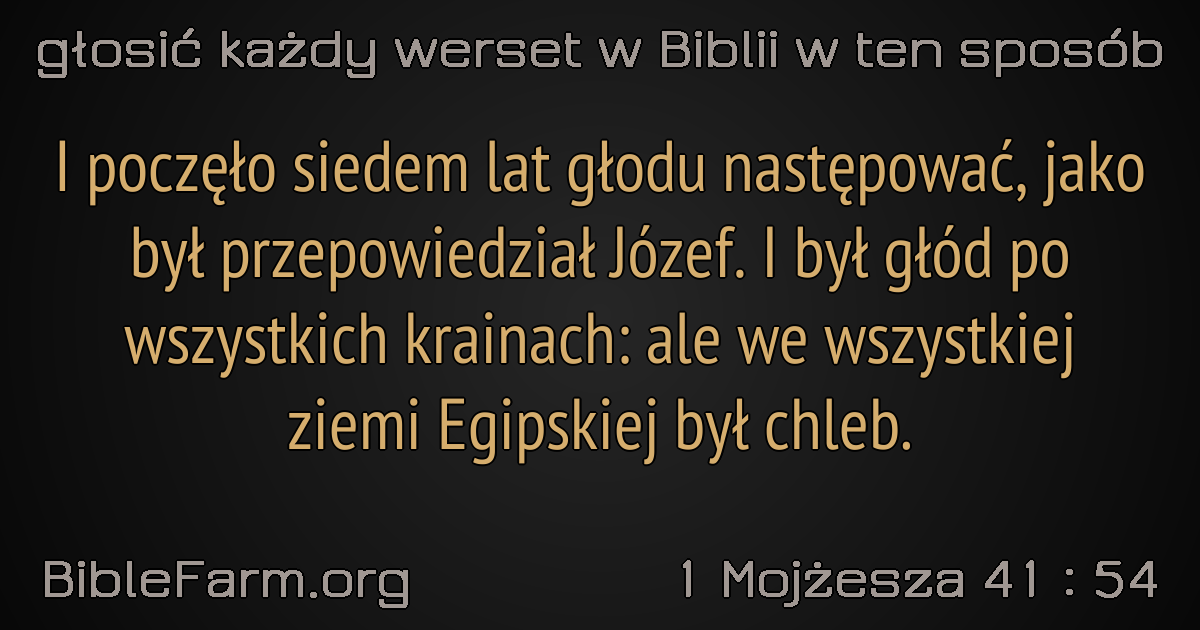 głosić każdy werset w Biblii w ten sposób
I poczęło siedem lat głodu następować, jako
był przepowiedział Józef. I był głód po
wszystkich krainach: ale we wszystkiej
ziemi Egipskiej był chleb.
BibleFarm.org
1 Mojżesza 41 : 54